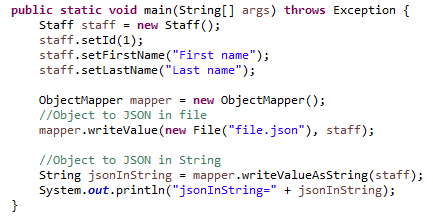 public static void main(String[] args) throws Exception {
Staff staff = new Staff();
staff.setId(1);
staff.setFirstName("First name");
staff.setLastName("Last name");
ObjectMapper mapper = new ObjectMapper();
//Object to JSON in file
mapper.writeValue(new File("file.json"), staff);
//Object to JSON in String
String jsonInString = mapper.writeValueAsString(staff);
System.out.println("jsonInString=" + jsonInString);
}